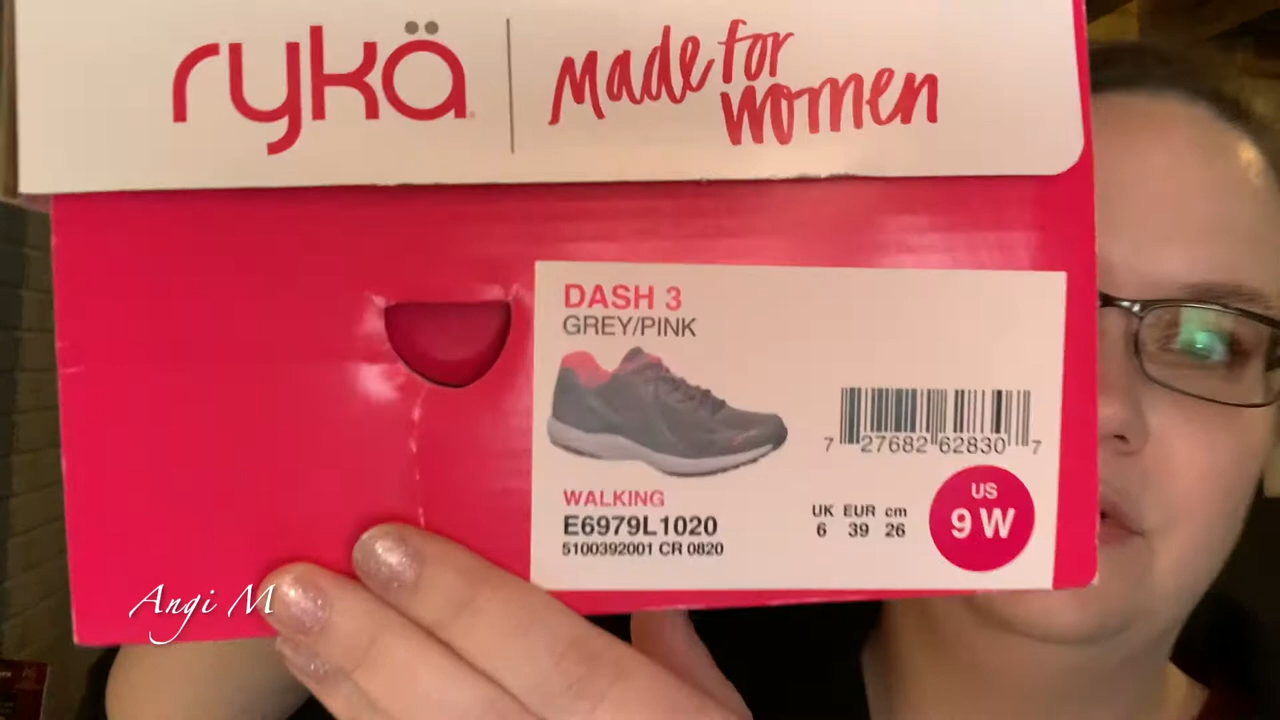 rykä
Made for
women
DASH 3
GREY/PINK
7 27682 62830 7
WALKING
E6979L1020
5100392001 CR 0820
UK EUR cm
6 39 26
US
9 W
Angi M